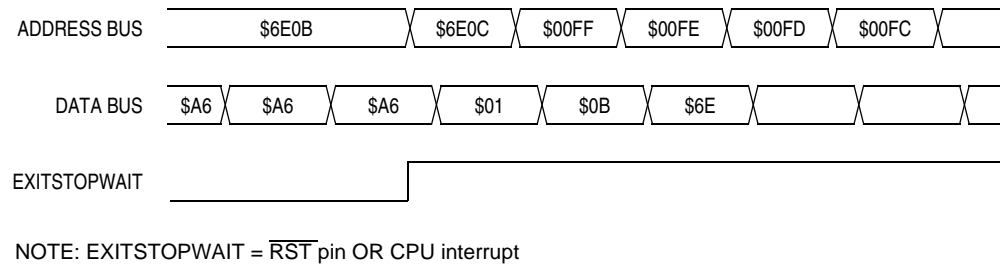 ADDRESS BUS $6E0B $6E0C $00FF $00FE $00FD $00FC
DATA BUS $A6 $A6 $A6 $01 $0B $6E
EXITSTOPWAIT
NOTE: EXITSTOPWAIT = RST pin OR CPU interrupt